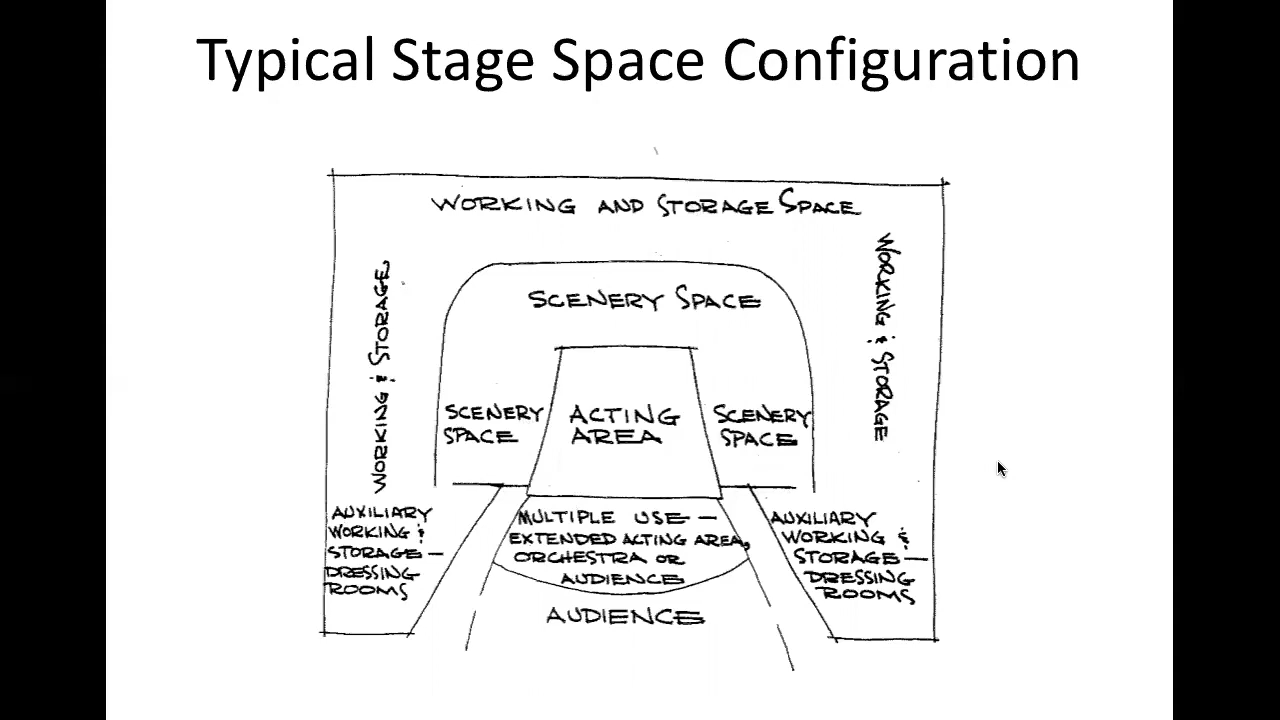 Typical Stage Space Configuration
WORKING AND STORAGE SPACE
WORKING & STORAGE
WORKING & STORAGE
SCENERY SPACE
SCENERY
SPACE
ACTING
AREA
SCENERY
SPACE
AUXILIARY
WORKING &
STORAGE—
DRESSING
ROOMS
MULTIPLE USE—
EXTENDED ACTING AREA,
ORCHESTRA OR
AUDIENCE
AUXILIARY
WORKING &
STORAGE—
DRESSING
ROOMS
AUDIENCE